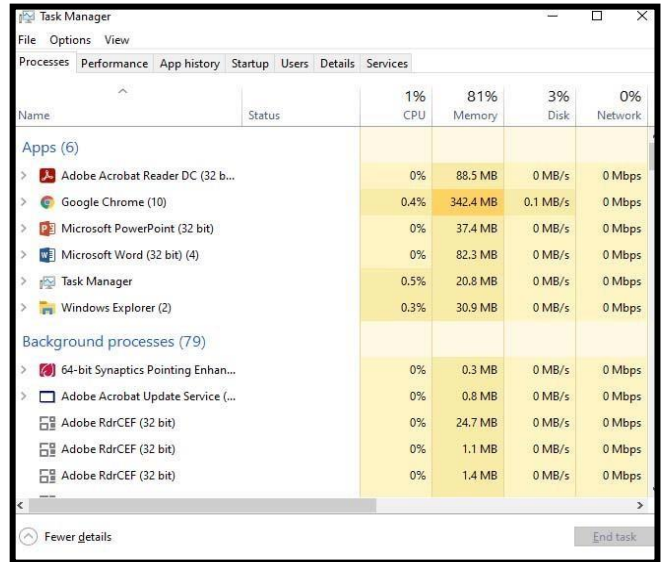 Task Manager
File Options View
Processes Performance App history Startup Users Details Services
1% 81% 3% 0%
Name Status CPU Memory Disk Network
Apps (6)
Adobe Acrobat Reader DC (32 b... 0% 88.5 MB 0 MB/s 0 Mbps
Google Chrome (10) 0.4% 342.4 MB 0.1 MB/s 0 Mbps
Microsoft PowerPoint (32 bit) 0% 37.4 MB 0 MB/s 0 Mbps
Microsoft Word (32 bit) (4) 0% 82.3 MB 0 MB/s 0 Mbps
Task Manager 0.5% 20.8 MB 0 MB/s 0 Mbps
Windows Explorer (2) 0.3% 30.9 MB 0 MB/s 0 Mbps
Background processes (79)
64-bit Synaptics Pointing Enhan... 0% 0.3 MB 0 MB/s 0 Mbps
Adobe Acrobat Update Service (... 0% 0.8 MB 0 MB/s 0 Mbps
Adobe RdrCEF (32 bit) 0% 24.7 MB 0 MB/s 0 Mbps
Adobe RdrCEF (32 bit) 0% 1.1 MB 0 MB/s 0 Mbps
Adobe RdrCEF (32 bit) 0% 1.4 MB 0 MB/s 0 Mbps
Fewer details End task